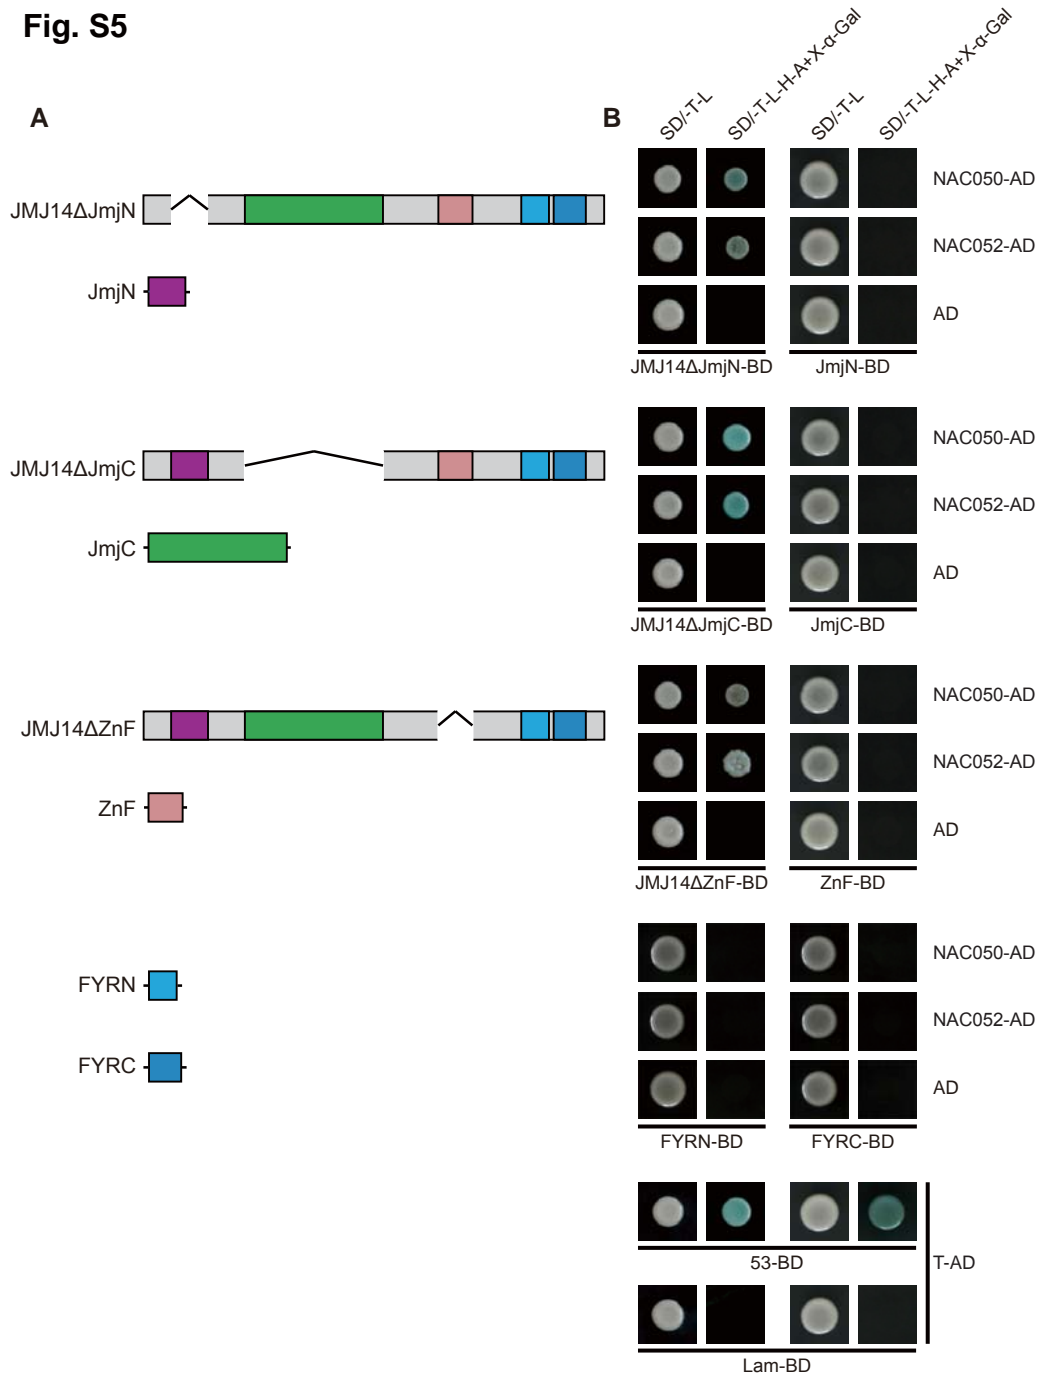 Fig. S5
A
B
SD/-T-L
SD/-T-L-H-A+X-α-Gal
SD/-T-L
SD/-T-L-H-A+X-α-Gal
JMJ14ΔJmjN
JmjN
NAC050-AD
NAC052-AD
AD
JMJ14ΔJmjN-BD
JmjN-BD
JMJ14ΔJmjC
JmjC
NAC050-AD
NAC052-AD
AD
JMJ14ΔJmjC-BD
JmjC-BD
JMJ14ΔZnF
ZnF
NAC050-AD
NAC052-AD
AD
JMJ14ΔZnF-BD
ZnF-BD
FYRN
FYRC
NAC050-AD
NAC052-AD
AD
FYRN-BD
FYRC-BD
53-BD
T-AD
Lam-BD